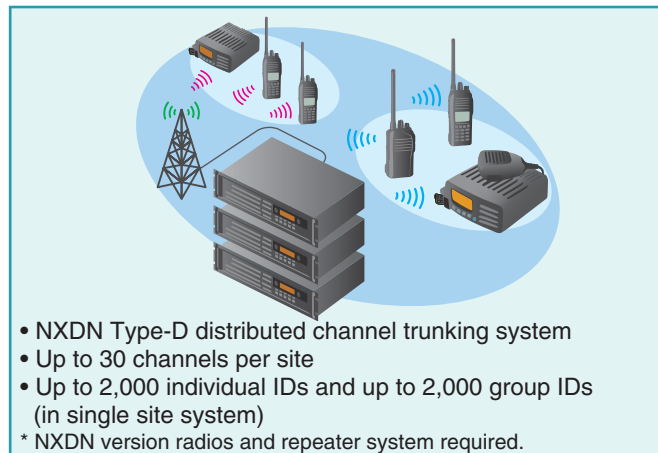 • NXDN Type-D distributed channel trunking system
• Up to 30 channels per site
• Up to 2,000 individual IDs and up to 2,000 group IDs
(in single site system)
* NXDN version radios and repeater system required.